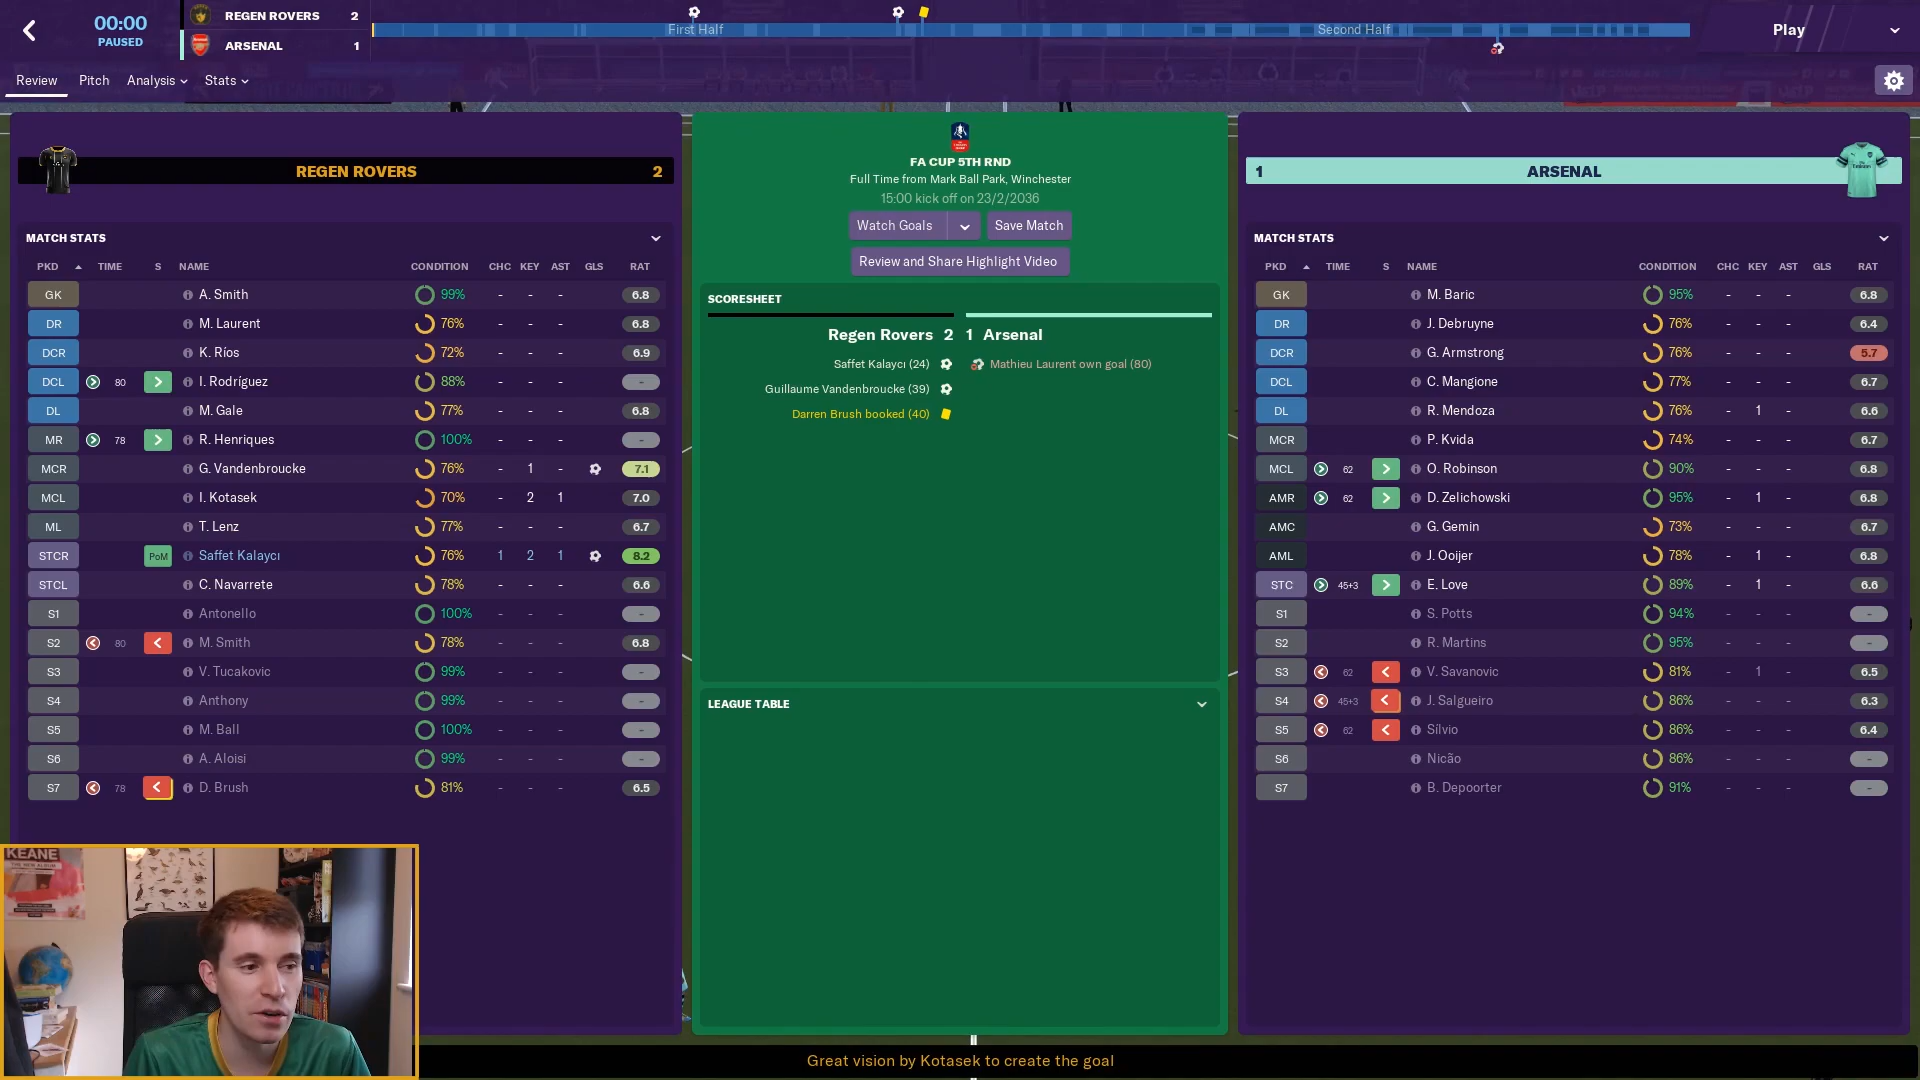 00:00
PAUSED
REGEN ROVERS 2
ARSENAL 1
First Half
Second Half
Play
Review Pitch Analysis Stats
REGEN ROVERS 2
MATCH STATS
PKD TIME S NAME CONDITION CHC KEY AST GLS RAT
GK A. Smith 99% - - - 6.8
DR M. Laurent 76% - - - 6.8
DCR K. Ríos 72% - - - 6.9
DCL 80 I. Rodríguez 88% - - - -
DL M. Gale 77% - - - 6.8
MR 78 R. Henriques 100% - - - -
MCR G. Vandenbroucke 76% - 1 - 7.1
MCL I. Kotasek 70% - 2 1 7.0
ML T. Lenz 77% - - - 6.7
STCR PoM Saffet Kalaycı 76% 1 2 1 8.2
STCL C. Navarrete 78% - - - 6.6
S1 Antonello 100% - - - -
S2 80 M. Smith 78% - - - 6.8
S3 V. Tucakovic 99% - - - -
S4 Anthony 99% - - - -
S5 M. Ball 100% - - - -
S6 A. Aloisi 99% - - - -
S7 78 D. Brush 81% - - - 6.5
FA CUP 5TH RND
Full Time from Mark Ball Park, Winchester
15:00 kick off on 23/2/2036
Watch Goals Save Match
Review and Share Highlight Video
SCORESHEET
Regen Rovers 2 1 Arsenal
Saffet Kalaycı (24) Mathieu Laurent own goal (80)
Guillaume Vandenbroucke (39)
Darren Brush booked (40)
LEAGUE TABLE
1 ARSENAL
MATCH STATS
PKD TIME S NAME CONDITION CHC KEY AST GLS RAT
GK M. Baric 95% - - - 6.8
DR J. Debruyne 76% - - - 6.4
DCR G. Armstrong 76% - - - 5.7
DCL C. Mangione 77% - - - 6.7
DL R. Mendoza 76% - 1 - 6.6
MCR P. Kvida 74% - - - 6.7
MCL 62 O. Robinson 90% - - - 6.8
AMR 62 D. Zelichowski 95% - 1 - 6.8
AMC G. Gemin 73% - - - 6.7
AML J. Ooijer 78% - 1 - 6.8
STC 45+3 E. Love 89% - 1 - 6.6
S1 S. Potts 94% - - - -
S2 R. Martins 95% - - - -
S3 62 V. Savanovic 81% - 1 - 6.5
S4 45+3 J. Salgueiro 86% - - - 6.3
S5 62 Sílvio 86% - - - 6.4
S6 Nicão 86% - - - -
S7 B. Depoorter 91% - - - -
KEANE
Great vision by Kotasek to create the goal